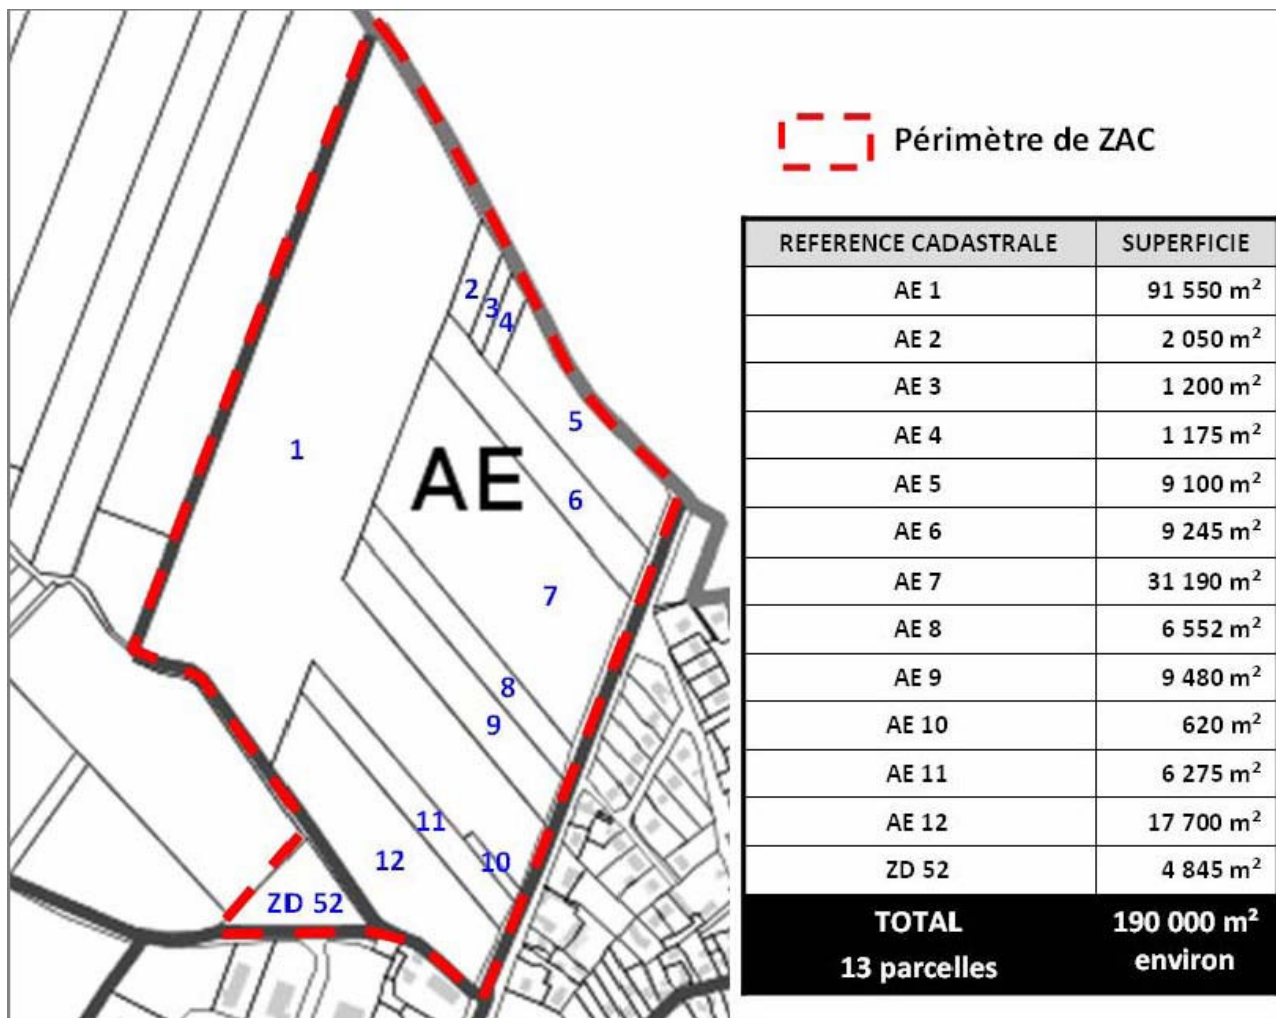 2
3
4
5
1
AE
6
7
8
9
11
12
10
ZD 52
Périmètre de ZAC
REFERENCE CADASTRALE SUPERFICIE
AE 1 91 550 m²
AE 2 2 050 m²
AE 3 1 200 m²
AE 4 1 175 m²
AE 5 9 100 m²
AE 6 9 245 m²
AE 7 31 190 m²
AE 8 6 552 m²
AE 9 9 480 m²
AE 10 620 m²
AE 11 6 275 m²
AE 12 17 700 m²
ZD 52 4 845 m²
TOTAL 190 000 m²
13 parcelles environ